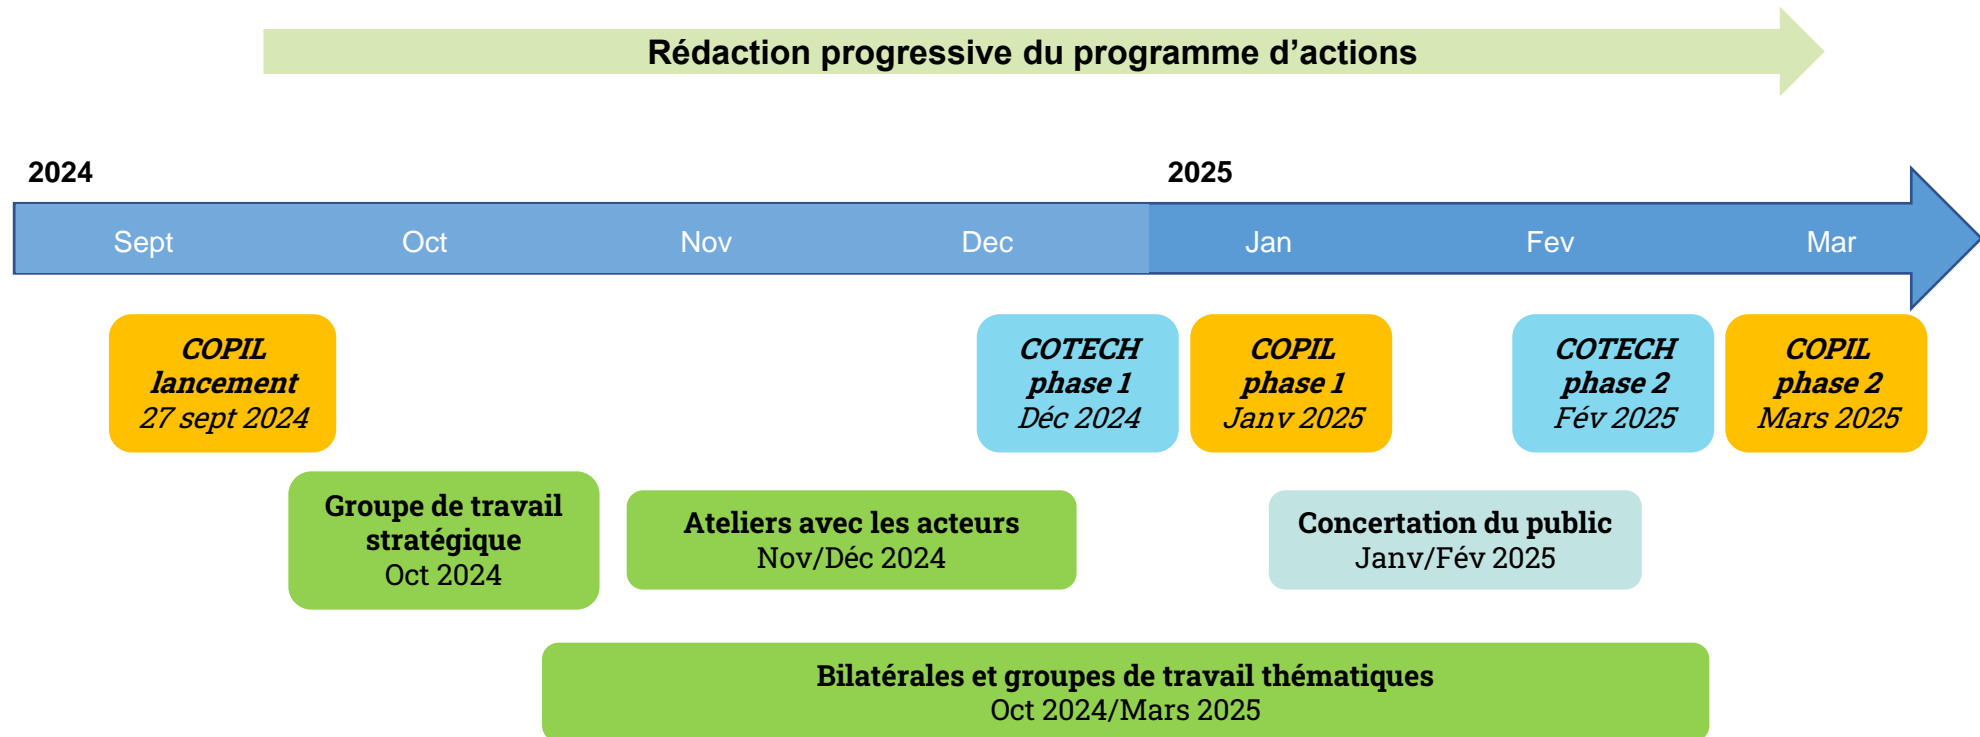 Rédaction progressive du programme d’actions
2024
2025
Sept
Oct
Nov
Dec
Jan
Fev
Mar
COPIL
lancement
27 sept 2024
COTECH
phase 1
Déc 2024
COPIL
phase 1
Janv 2025
COTECH
phase 2
Fév 2025
COPIL
phase 2
Mars 2025
Groupe de travail
stratégique
Oct 2024
Ateliers avec les acteurs
Nov/Déc 2024
Concertation du public
Janv/Fév 2025
Bilatérales et groupes de travail thématiques
Oct 2024/Mars 2025